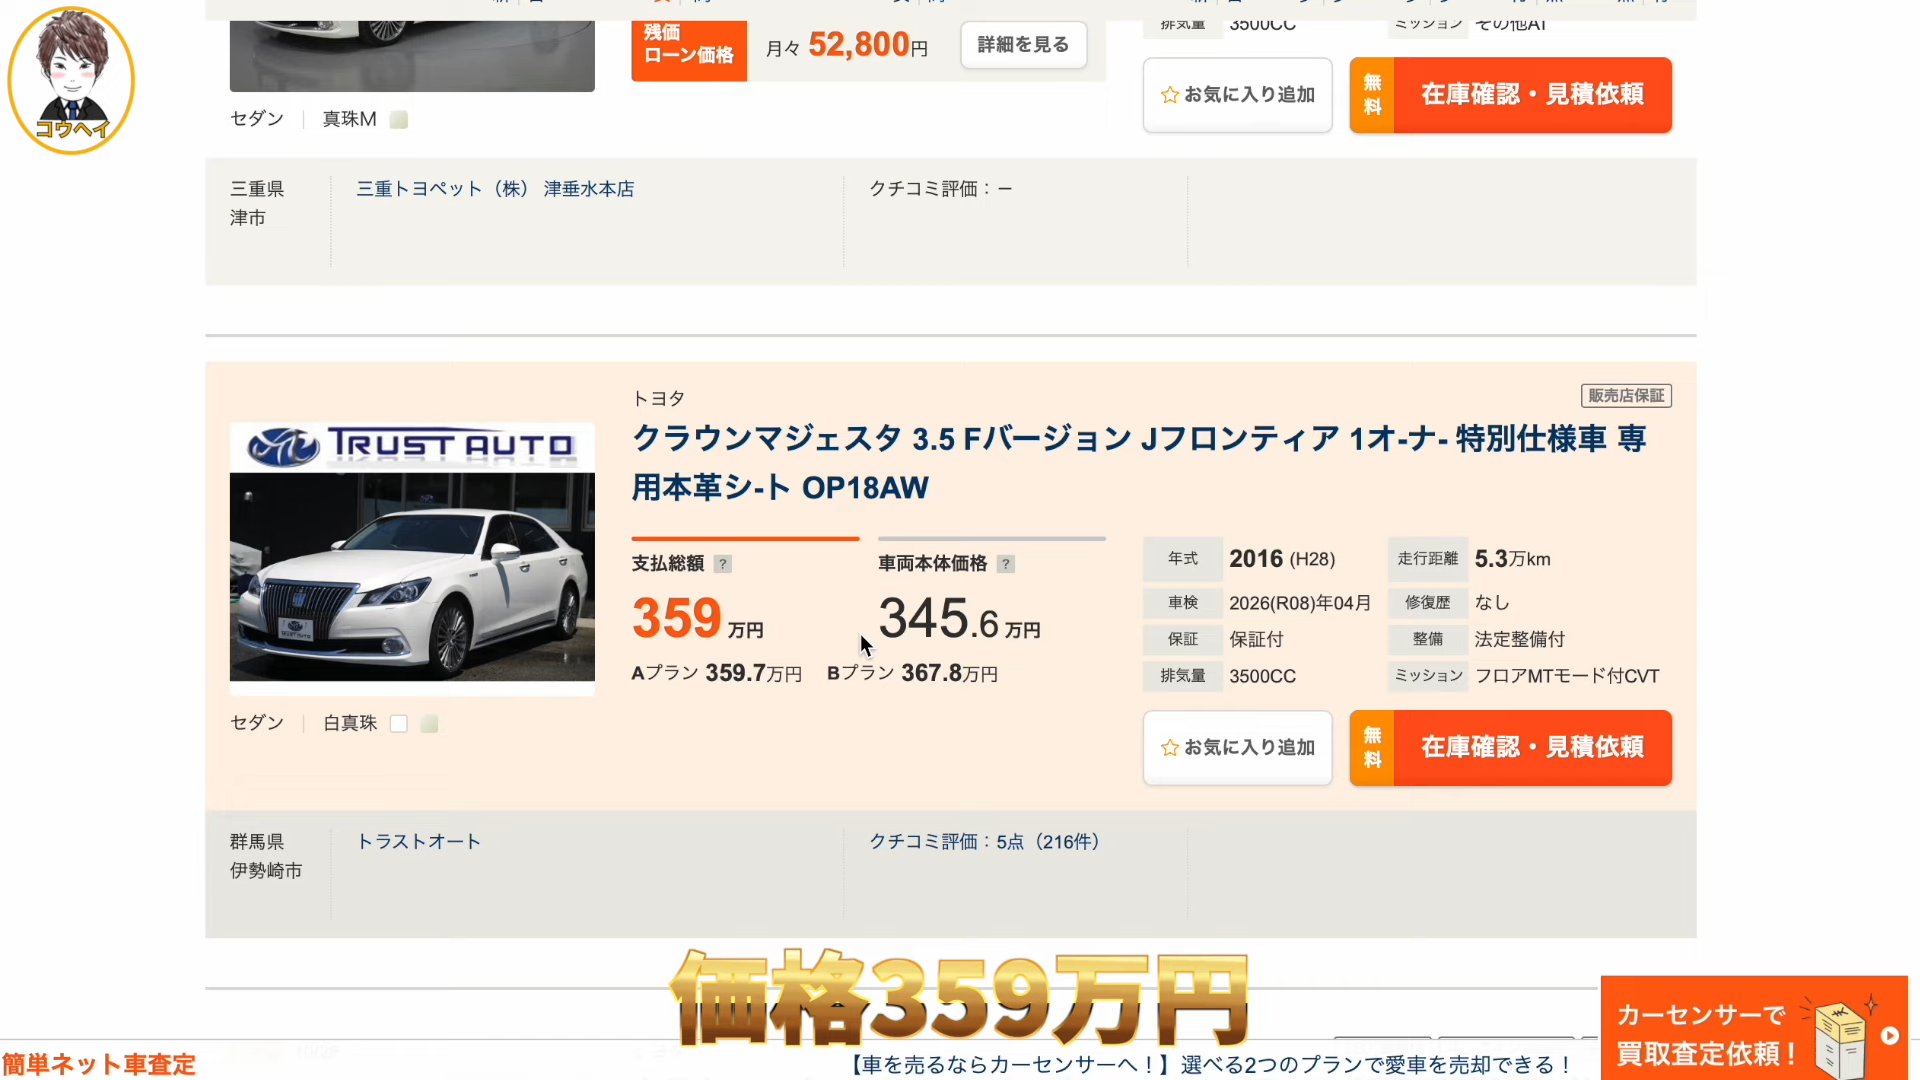 残価
ローン価格
月々 52,800円
詳細を見る
排気量 3500CC
ミッション その他AT
☆お気に入り追加
無料
在庫確認・見積依頼
コウヘイ
セダン 真珠M
三重県
津市
三重トヨペット（株） 津垂水本店
クチコミ評価：ー
トヨタ
販売店保証
クラウンマジェスタ 3.5 Fバージョン Jフロンティア 1オ-ナ- 特別仕様車 専
用本革シ-ト OP18AW
TRUST AUTO
TRUST AUTO
支払総額 ?
車両本体価格 ?
359万円
345.6万円
Aプラン 359.7万円 Bプラン 367.8万円
年式 2016 (H28) 走行距離 5.3万km
車検 2026(R08)年04月 修復歴 なし
保証 保証付 整備 法定整備付
排気量 3500CC ミッション フロアMTモード付CVT
セダン 白真珠
☆お気に入り追加
無料
在庫確認・見積依頼
群馬県
伊勢崎市
トラストオート
クチコミ評価：5点（216件）
価格359万円
簡単ネット車査定
【車を売るならカーセンサーへ！】選べる2つのプランで愛車を売却できる！
カーセンサーで
買取査定依頼！